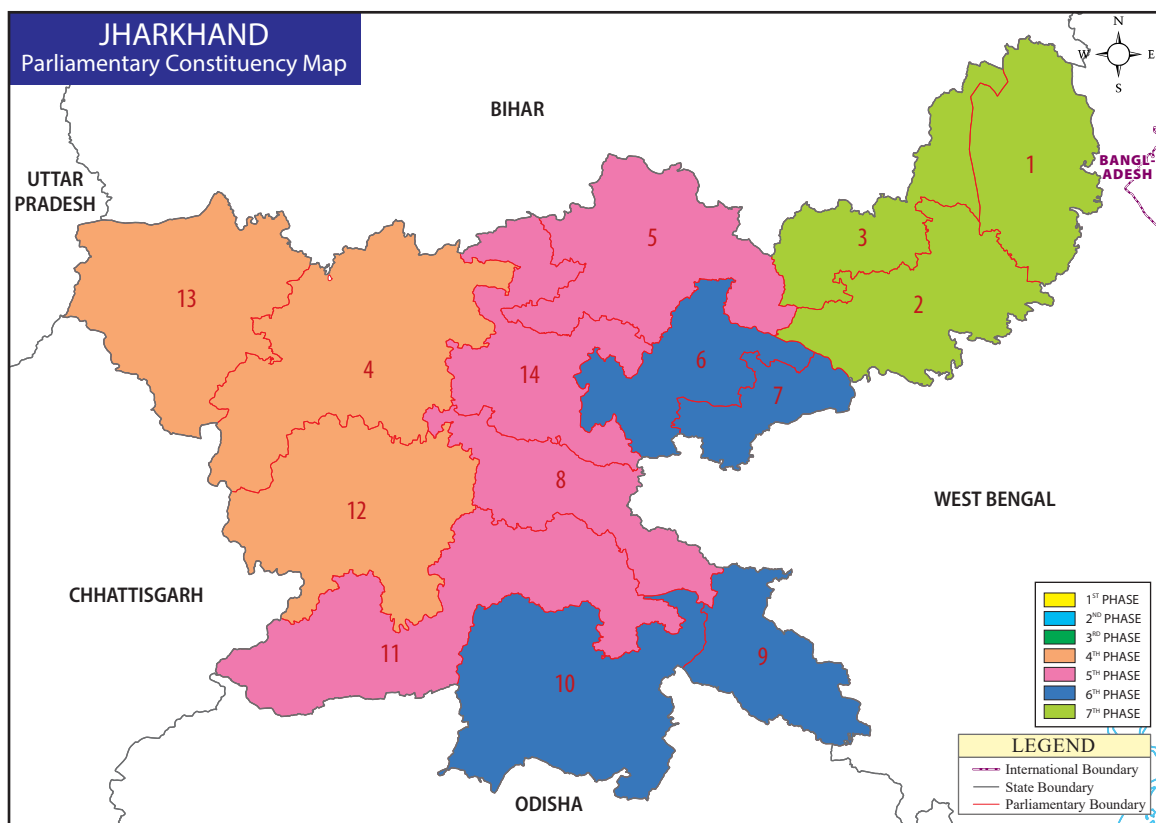 JHARKHAND
Parliamentary Constituency Map
N
W E
S
BIHAR
UTTAR
PRADESH
BANGL-
ADESH
1
5
3
13
2
4
6
14
7
8
WEST BENGAL
12
CHHATTISGARH
11
9
10
ODISHA
1ST PHASE
2ND PHASE
3RD PHASE
4TH PHASE
5TH PHASE
6TH PHASE
7TH PHASE
LEGEND
International Boundary
State Boundary
Parliamentary Boundary